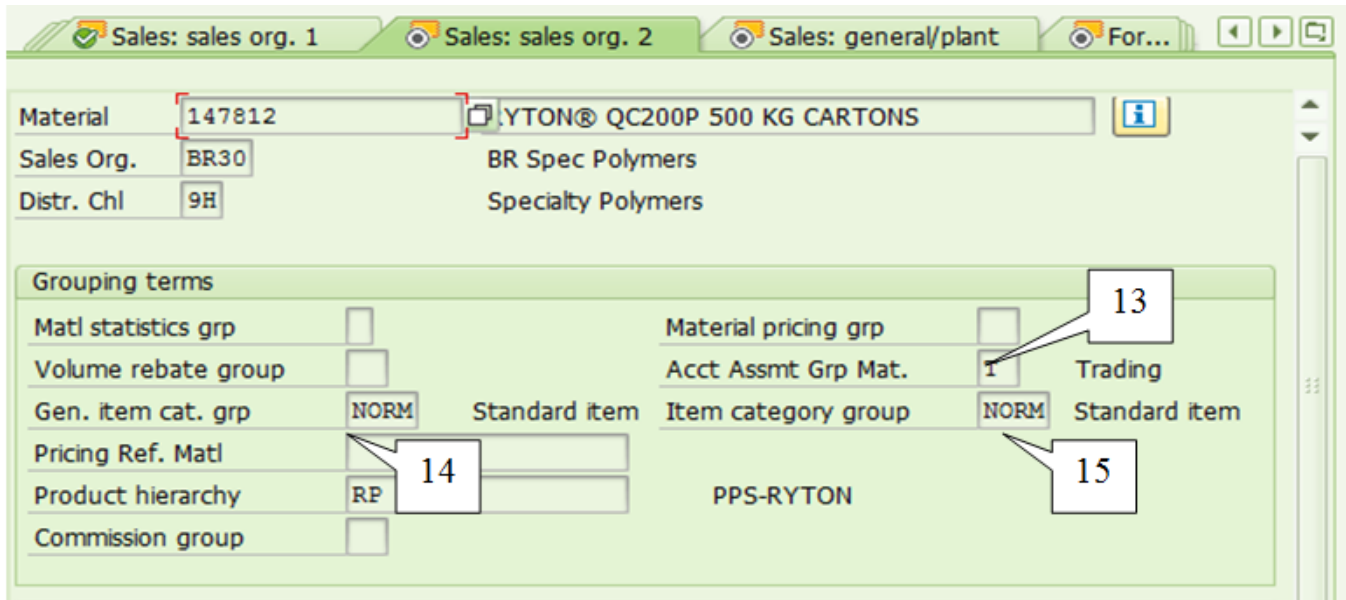 Sales: sales org. 1 Sales: sales org. 2 Sales: general/plant For...
Material 147812 YTON® QC200P 500 KG CARTONS
Sales Org. BR30 BR Spec Polymers
Distr. Chl 9H Specialty Polymers
Grouping terms
13
Matl statistics grp Material pricing grp
Volume rebate group Acct Assmt Grp Mat. T Trading
Gen. item cat. grp NORM Standard item Item category group NORM Standard item
Pricing Ref. Matl
14 15
Product hierarchy RP PPS-RYTON
Commission group